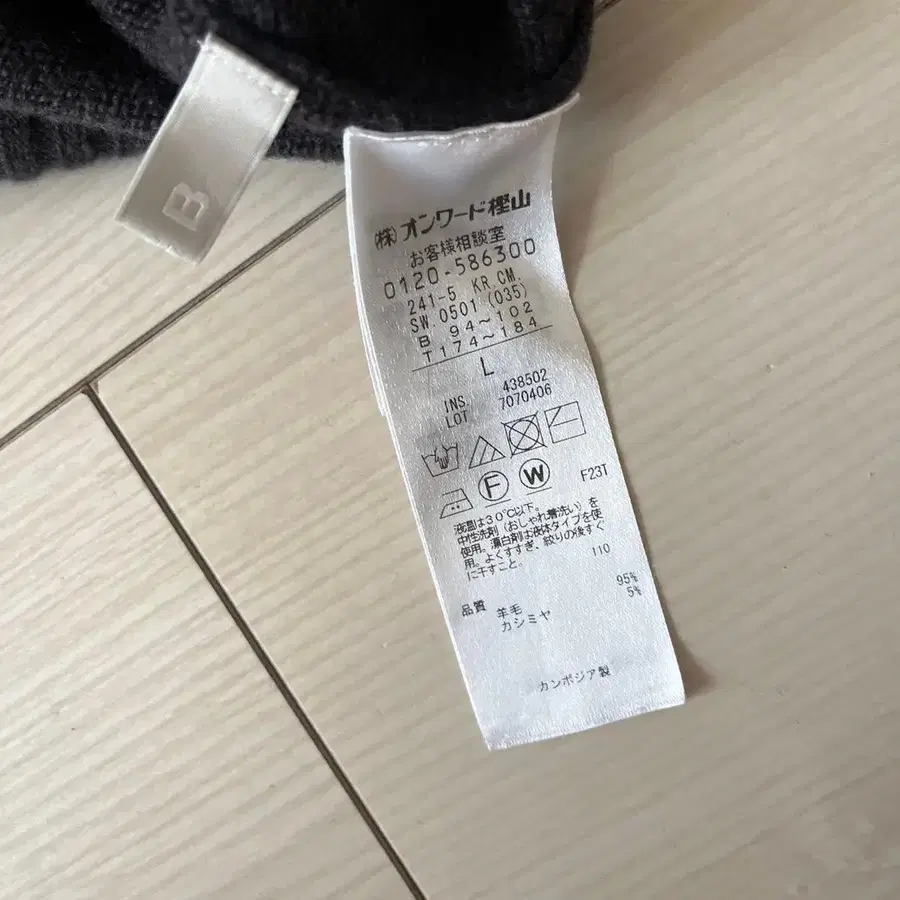 B
(株)オンワード樫山
お客様相談室
0120-586300
241-5 KR.CM.
SW.0501 (035)
B 94～102
T174～184
L
INS. 438502
LOT 7070406
F W F23T
液温は30℃以下。
中性洗剤(おしゃれ着洗い)を
使用。漂白剤は液体タイプを使
用。よくすすぎ、絞りの後すぐ
に干すこと。 110
品質 羊毛 95%
カシミヤ 5%
カンボジア製